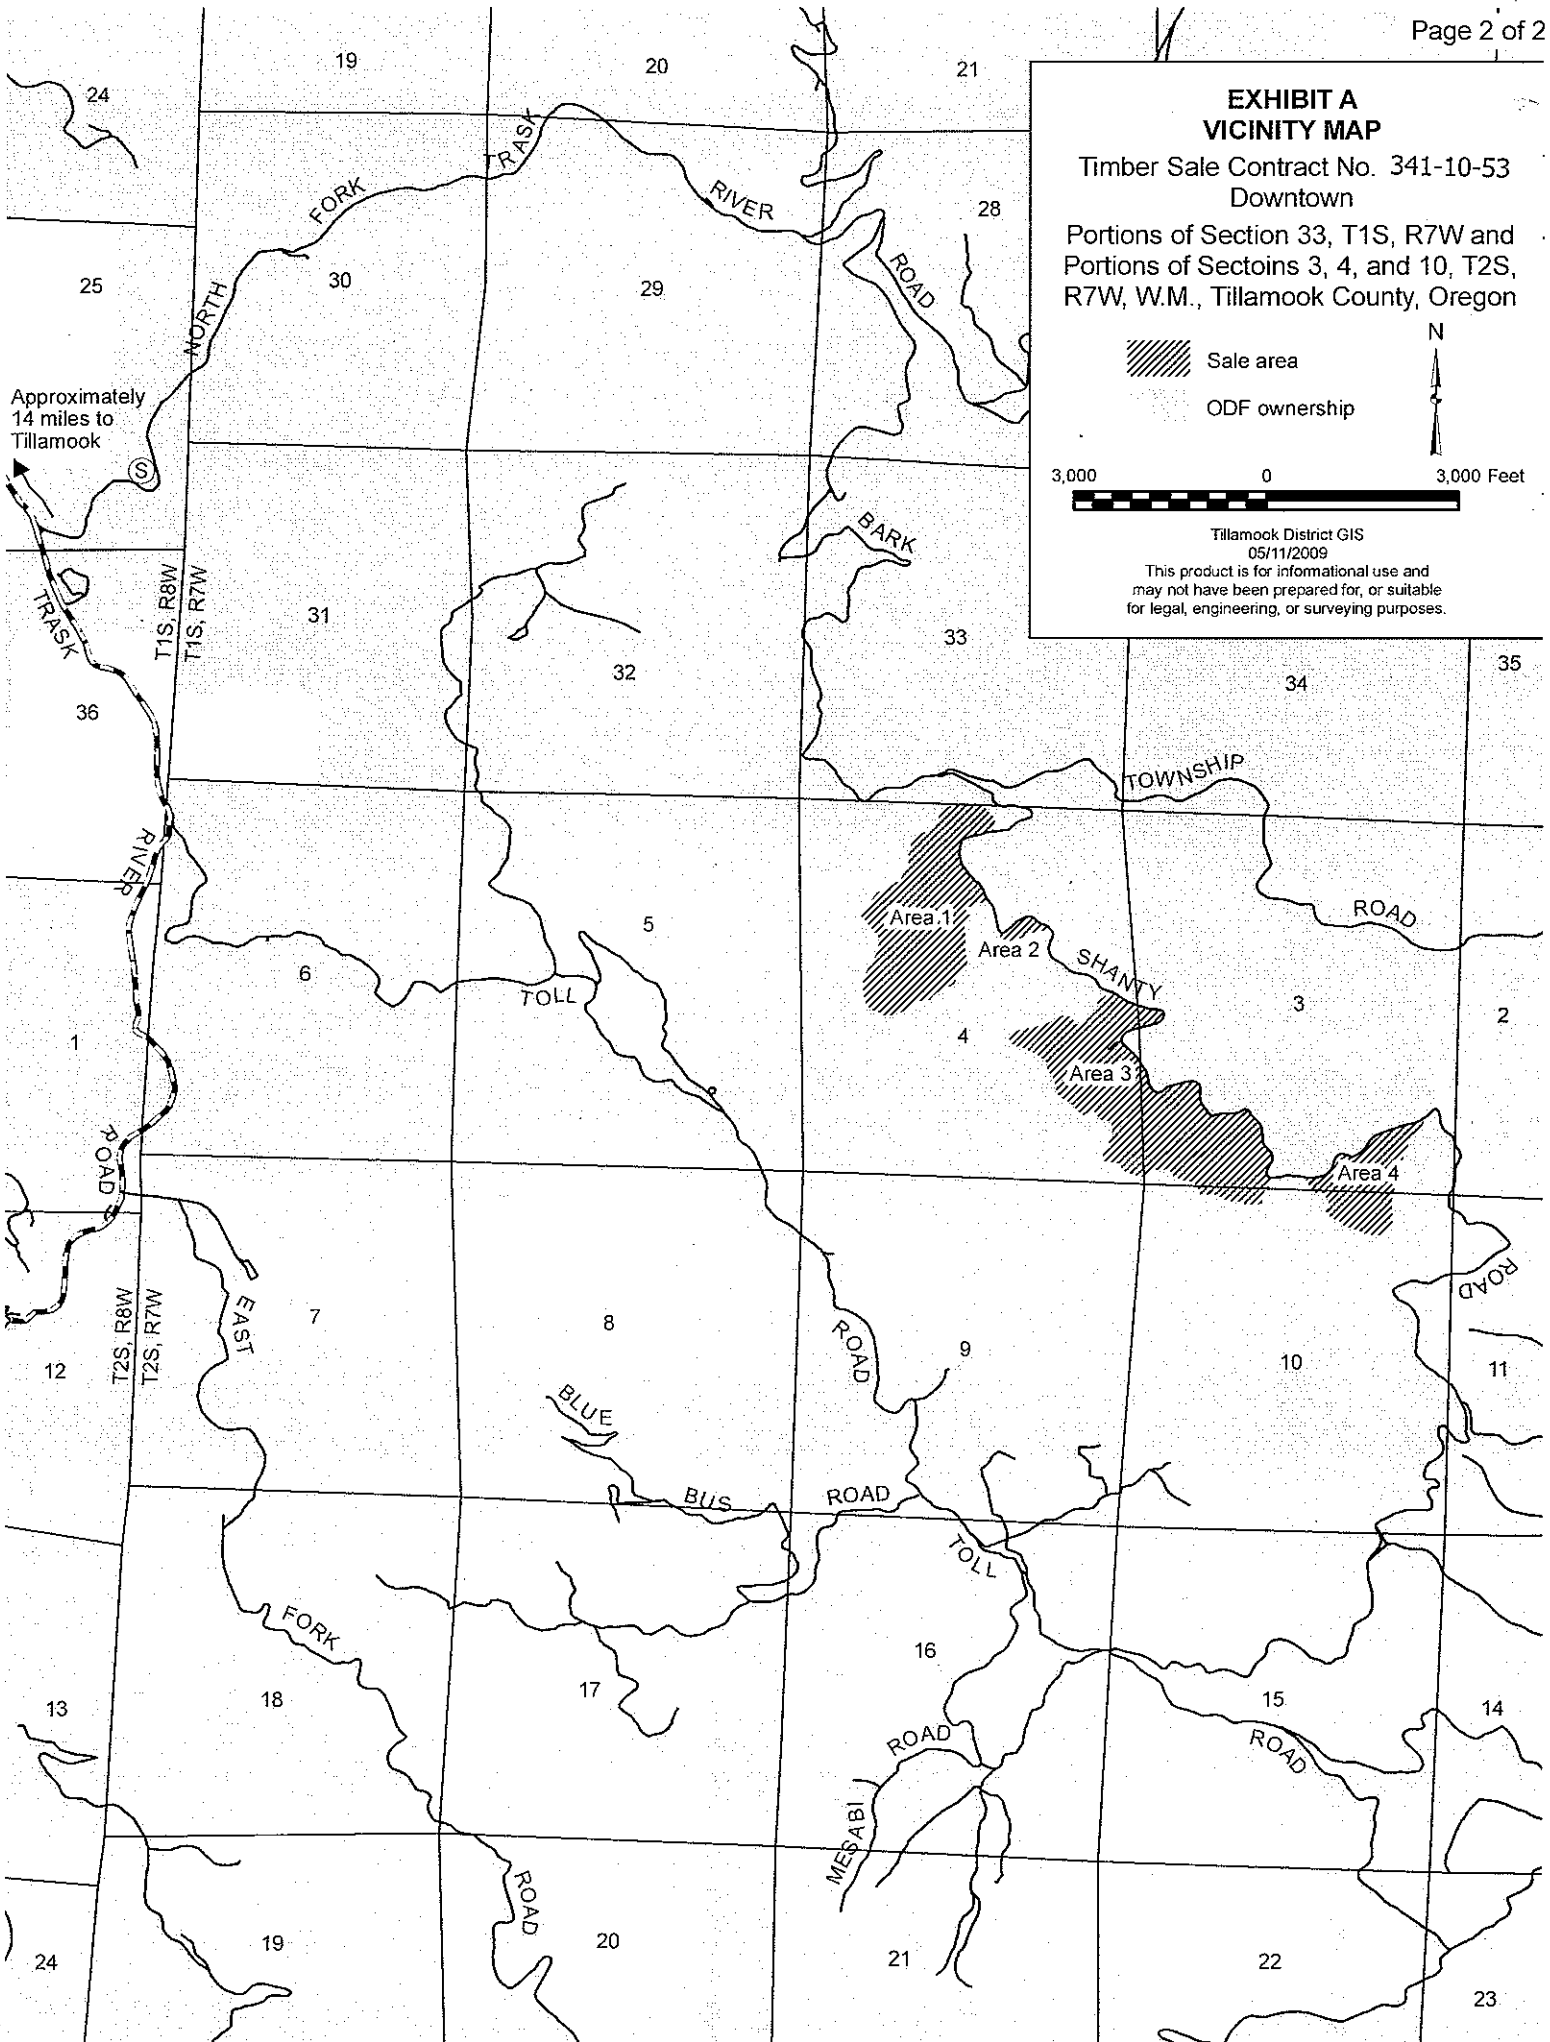 Page 2 of 2
EXHIBIT A
VICINITY MAP
Timber Sale Contract No. 341-10-53
Downtown
Portions of Section 33, T1S, R7W and
Portions of Sectoins 3, 4, and 10, T2S,
R7W, W.M., Tillamook County, Oregon
N
Sale area
ODF ownership
3,000 0 3,000 Feet
Tillamook District GIS
05/11/2009
This product is for informational use and
may not have been prepared for, or suitable
for legal, engineering, or surveying purposes.
19
20
21
24
TRASK
FORK
RIVER
28
25
30
29
ROAD
NORTH
Approximately
14 miles to
Tillamook
S
BARK
TRASK
T1S, R8W
T1S, R7W
31
32
33
34
35
36
TOWNSHIP
RIVER
ROAD
5
Area 1
Area 2
SHANTY
6
TOLL
3
2
1
4
Area 3
ROAD
Area 4
EAST
ROAD
T2S, R8W
T2S, R7W
7
8
ROAD
9
10
11
12
BLUE
BUS
ROAD
TOLL
FORK
16
13
18
17
15
14
ROAD
ROAD
MESABI
ROAD
24
19
20
21
22
23